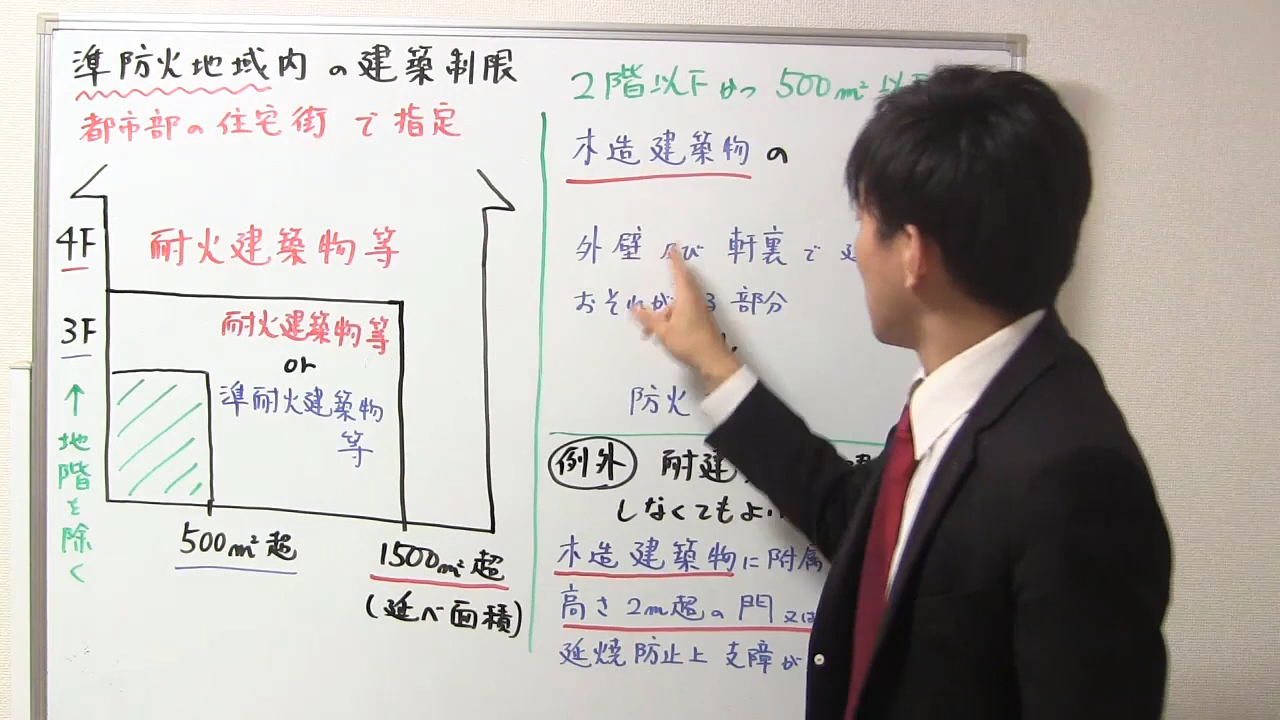 準防火地域内の建築制限
都市部の住宅街で指定
4F
耐火建築物等
3F
耐火建築物等
or
準耐火建築物
等
↑地階を除く
500m²超
1500m²超
(延べ面積)
2階以下かつ500m²以下
木造建築物の
外壁及び軒裏で
おそれがある部分
防火
例外 耐建
しなくてもよい
木造建築物に附属
高さ2m超の門又は
延焼防止上支障が